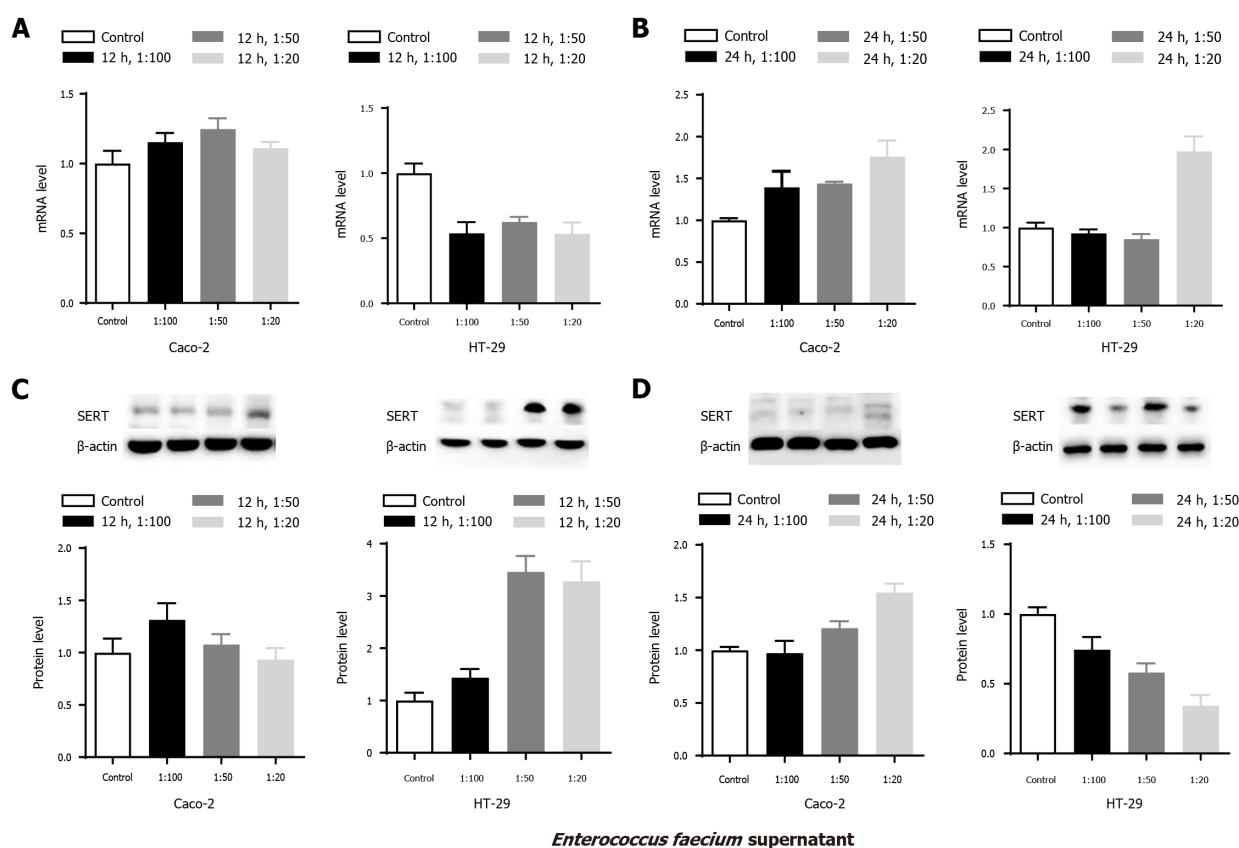 A
Control
12 h, 1:50
12 h, 1:100
12 h, 1:20
mRNA level
1.5
1.0
0.5
0.0
Control 1:100 1:50 1:20
Caco-2
Control
12 h, 1:50
12 h, 1:100
12 h, 1:20
mRNA level
1.5
1.0
0.5
0.0
Control 1:100 1:50 1:20
HT-29
B
Control
24 h, 1:50
24 h, 1:100
24 h, 1:20
mRNA level
2.5
2.0
1.5
1.0
0.5
0.0
Control 1:100 1:50 1:20
Caco-2
Control
24 h, 1:50
24 h, 1:100
24 h, 1:20
mRNA level
2.5
2.0
1.5
1.0
0.5
0.0
Control 1:100 1:50 1:20
HT-29
C
SERT
β-actin
Control
12 h, 1:50
12 h, 1:100
12 h, 1:20
Protein level
2.0
1.5
1.0
0.5
0.0
Control 1:100 1:50 1:20
Caco-2
SERT
β-actin
Control
12 h, 1:50
12 h, 1:100
12 h, 1:20
Protein level
4
3
2
1
0
Control 1:100 1:50 1:20
HT-29
D
SERT
β-actin
Control
24 h, 1:50
24 h, 1:100
24 h, 1:20
Protein level
2.0
1.5
1.0
0.5
0.0
Control 1:100 1:50 1:20
Caco-2
SERT
β-actin
Control
24 h, 1:50
24 h, 1:100
24 h, 1:20
Protein level
1.5
1.0
0.5
0.0
Control 1:100 1:50 1:20
HT-29
Enterococcus faecium supernatant